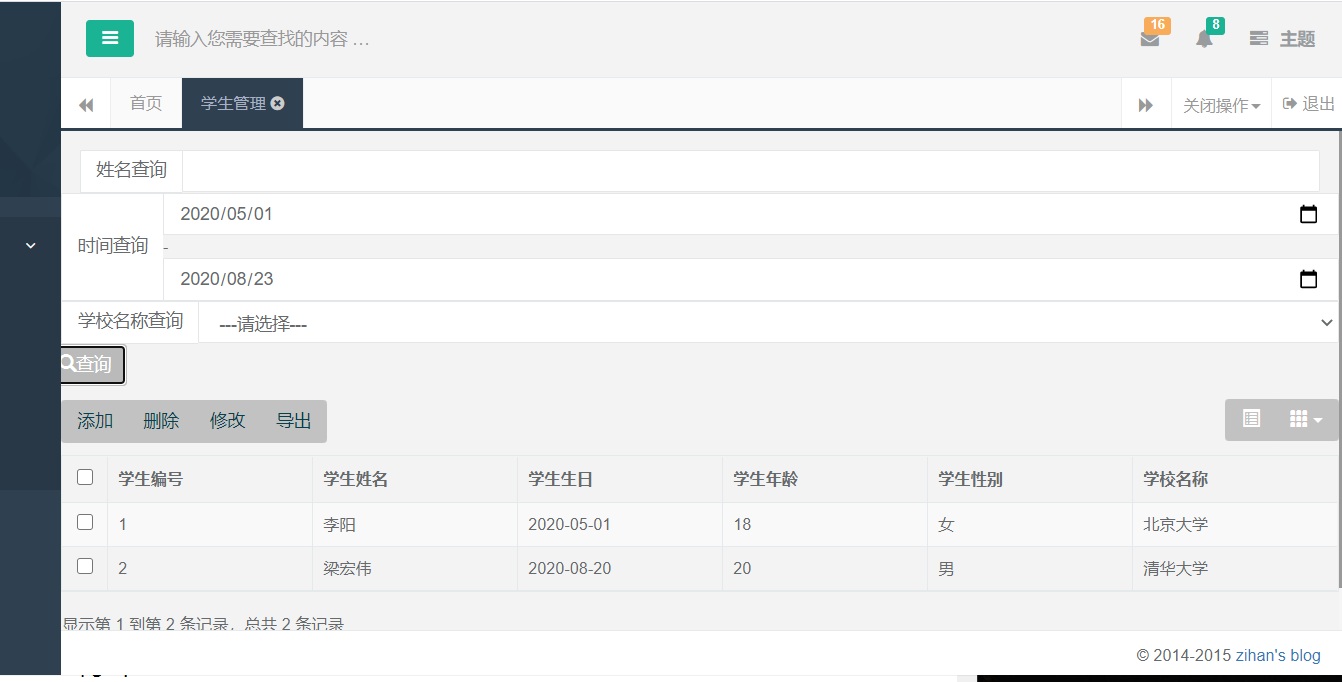 请输入您需要查找的内容 … 16 8 主题
首页 学生管理 关闭操作 退出
姓名查询
2020/05/01
时间查询 -
2020/08/23
学校名称查询 ---请选择---
查询
添加 删除 修改 导出
学生编号 学生姓名 学生生日 学生年龄 学生性别 学校名称
1 李阳 2020-05-01 18 女 北京大学
2 梁宏伟 2020-08-20 20 男 清华大学
显示第 1 到第 2 条记录，总共 2 条记录
© 2014-2015 zihan's blog